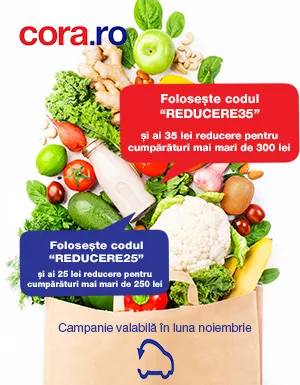 cora.ro
Folosește codul
“REDUCERE35”
și ai 35 lei reducere pentru
cumpărături mai mari de 300 lei
Folosește codul
“REDUCERE25”
și ai 25 lei reducere pentru
cumpărături mai mari de 250 lei
Campanie valabilă în luna noiembrie